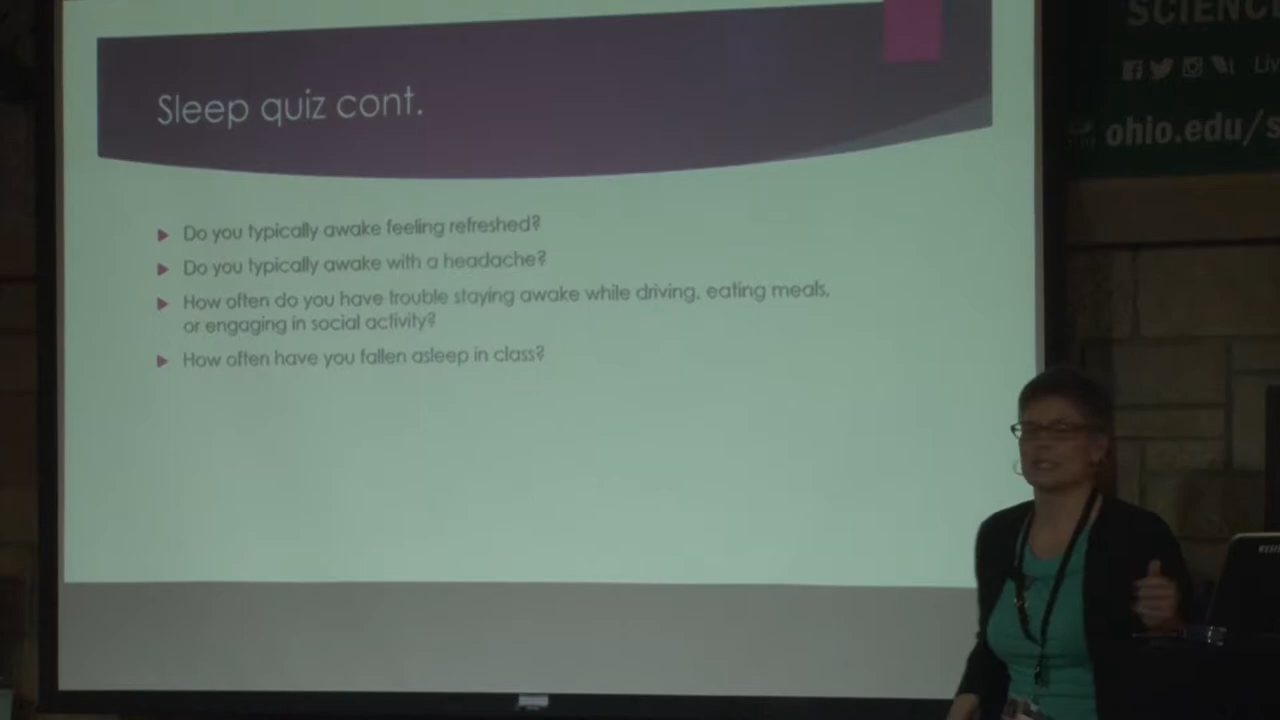 Sleep quiz cont.
Do you typically awake feeling refreshed?
Do you typically awake with a headache?
How often do you have trouble staying awake while driving, eating meals,
or engaging in social activity?
How often have you fallen asleep in class?
SCIENC
Liv
ohio.edu/s